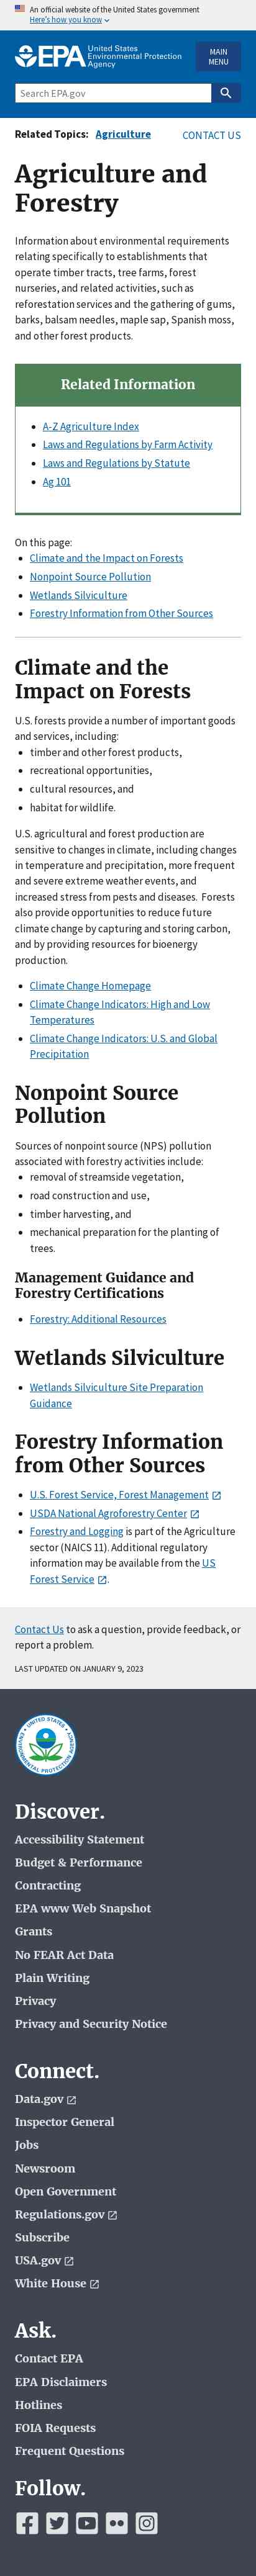 An official website of the United States government
Here's how you know
EPA United States
Environmental Protection
Agency
MAIN
MENU
Search EPA.gov
Related Topics: Agriculture
CONTACT US
Agriculture and
Forestry
Information about environmental requirements
relating specifically to establishments that
operate timber tracts, tree farms, forest
nurseries, and related activities, such as
reforestation services and the gathering of gums,
barks, balsam needles, maple sap, Spanish moss,
and other forest products.
Related Information
A-Z Agriculture Index
Laws and Regulations by Farm Activity
Laws and Regulations by Statute
Ag 101
On this page:
Climate and the Impact on Forests
Nonpoint Source Pollution
Wetlands Silviculture
Forestry Information from Other Sources
Climate and the
Impact on Forests
U.S. forests provide a number of important goods
and services, including:
timber and other forest products,
recreational opportunities,
cultural resources, and
habitat for wildlife.
U.S. agricultural and forest production are
sensitive to changes in climate, including changes
in temperature and precipitation, more frequent
and severe extreme weather events, and
increased stress from pests and diseases. Forests
also provide opportunities to reduce future
climate change by capturing and storing carbon,
and by providing resources for bioenergy
production.
Climate Change Homepage
Climate Change Indicators: High and Low
Temperatures
Climate Change Indicators: U.S. and Global
Precipitation
Nonpoint Source
Pollution
Sources of nonpoint source (NPS) pollution
associated with forestry activities include:
removal of streamside vegetation,
road construction and use,
timber harvesting, and
mechanical preparation for the planting of
trees.
Management Guidance and
Forestry Certifications
Forestry: Additional Resources
Wetlands Silviculture
Wetlands Silviculture Site Preparation
Guidance
Forestry Information
from Other Sources
U.S. Forest Service, Forest Management
USDA National Agroforestry Center
Forestry and Logging is part of the Agriculture
sector (NAICS 11). Additional regulatory
information may be available from the US
Forest Service .
Contact Us to ask a question, provide feedback, or
report a problem.
LAST UPDATED ON JANUARY 9, 2023
UNITED STATES
ENVIRONMENTAL PROTECTION AGENCY
Discover.
Accessibility Statement
Budget & Performance
Contracting
EPA www Web Snapshot
Grants
No FEAR Act Data
Plain Writing
Privacy
Privacy and Security Notice
Connect.
Data.gov
Inspector General
Jobs
Newsroom
Open Government
Regulations.gov
Subscribe
USA.gov
White House
Ask.
Contact EPA
EPA Disclaimers
Hotlines
FOIA Requests
Frequent Questions
Follow.